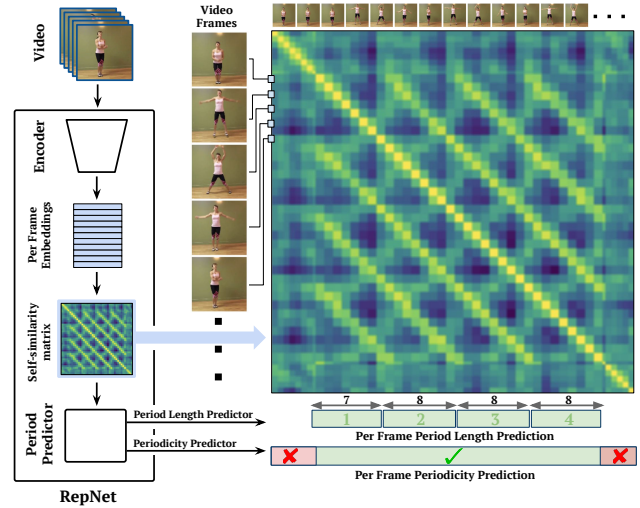 Video
Frames
Video
Encoder
Per Frame
Embeddings
Self-similarity
matrix
Period
Predictor
Period Length Predictor
Periodicity Predictor
RepNet
7 8 8 8
1 2 3 4
Per Frame Period Length Prediction
Per Frame Periodicity Prediction